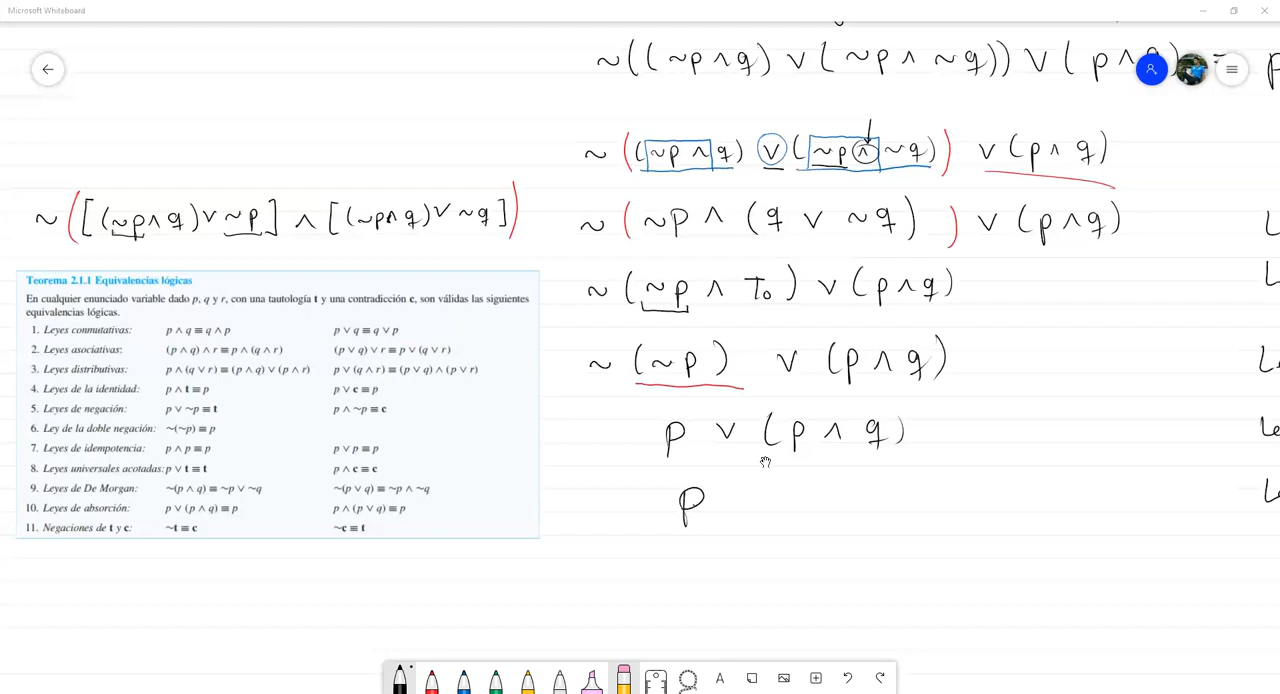 Microsoft Whiteboard
~((~p ∧ q) ∨ (~p ∧ ~q)) ∨ (p ∧ q) = p
~((~p ∧ q) ∨ (~p ∧ ~q)) ∨ (p ∧ q)
~([(~p ∧ q) ∨ ~p] ∧ [(~p ∧ q) ∨ ~q])
~(~p ∧ (q ∨ ~q)) ∨ (p ∧ q)
~(~p ∧ T₀) ∨ (p ∧ q)
~(~p) ∨ (p ∧ q)
p ∨ (p ∧ q)
p
Teorema 2.1.1 Equivalencias lógicas
En cualquier enunciado variable dado p, q y r, con una tautología t y una contradicción c, son válidas las siguientes
equivalencias lógicas.
1. Leyes conmutativas: p ∧ q ≡ q ∧ p p ∨ q ≡ q ∨ p
2. Leyes asociativas: (p ∧ q) ∧ r ≡ p ∧ (q ∧ r) (p ∨ q) ∨ r ≡ p ∨ (q ∨ r)
3. Leyes distributivas: p ∧ (q ∨ r) ≡ (p ∧ q) ∨ (p ∧ r) p ∨ (q ∧ r) ≡ (p ∨ q) ∧ (p ∨ r)
4. Leyes de la identidad: p ∧ t ≡ p p ∨ c ≡ p
5. Leyes de negación: p ∨ ~p ≡ t p ∧ ~p ≡ c
6. Ley de la doble negación: ~(~p) ≡ p
7. Leyes de idempotencia: p ∧ p ≡ p p ∨ p ≡ p
8. Leyes universales acotadas: p ∨ t ≡ t p ∧ c ≡ c
9. Leyes de De Morgan: ~(p ∧ q) ≡ ~p ∨ ~q ~(p ∨ q) ≡ ~p ∧ ~q
10. Leyes de absorción: p ∨ (p ∧ q) ≡ p p ∧ (p ∨ q) ≡ p
11. Negaciones de t y c: ~t ≡ c ~c ≡ t